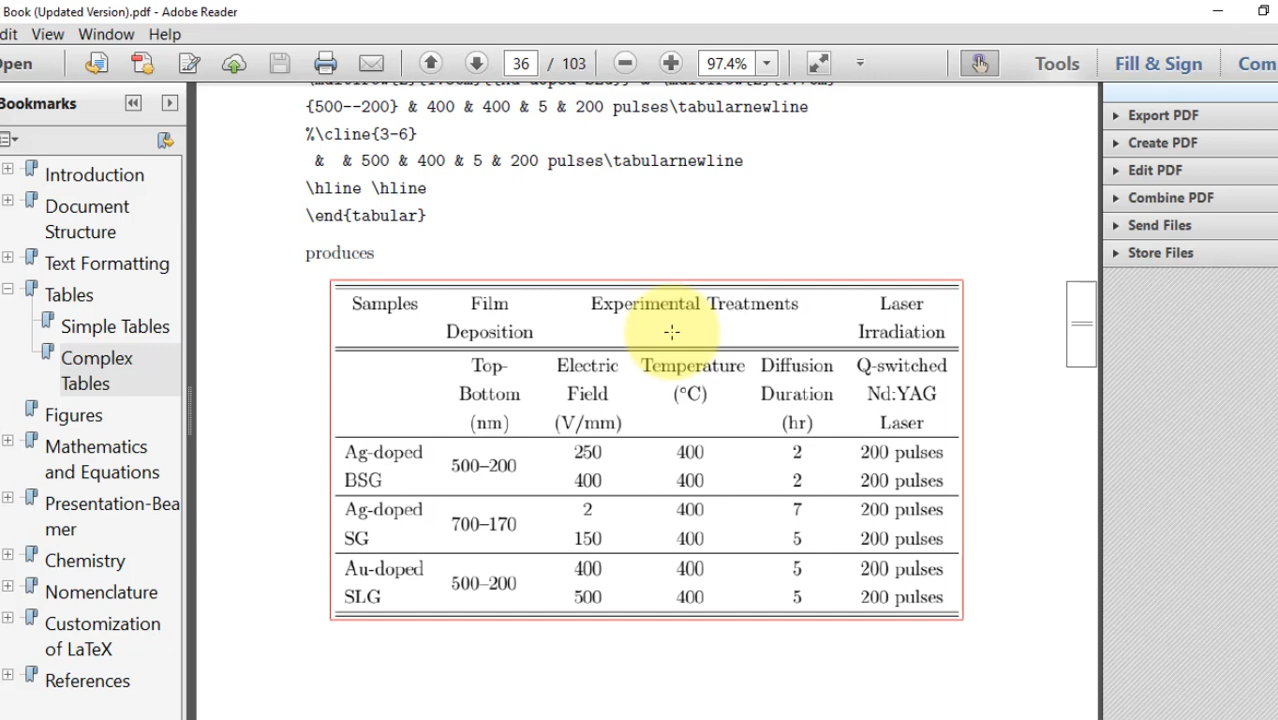 Book (Updated Version).pdf - Adobe Reader
dit View Window Help
pen 36 / 103 97.4% Tools Fill & Sign Com
Bookmarks
Introduction
Document
Structure
Text Formatting
Tables
Simple Tables
Complex
Tables
Figures
Mathematics
and Equations
Presentation-Bea
mer
Chemistry
Nomenclature
Customization
of LaTeX
References
{500--200} & 400 & 400 & 5 & 200 pulses\tabularnewline
%\cline{3-6}
& & 500 & 400 & 5 & 200 pulses\tabularnewline
\hline \hline
\end{tabular}
produces
Samples Film Experimental Treatments Laser
Deposition Irradiation
Top- Electric Temperature Diffusion Q-switched
Bottom Field (°C) Duration Nd:YAG
(nm) (V/mm) (hr) Laser
Ag-doped 500–200 250 400 2 200 pulses
BSG 400 400 2 200 pulses
Ag-doped 700–170 2 400 7 200 pulses
SG 150 400 5 200 pulses
Au-doped 500–200 400 400 5 200 pulses
SLG 500 400 5 200 pulses
Export PDF
Create PDF
Edit PDF
Combine PDF
Send Files
Store Files